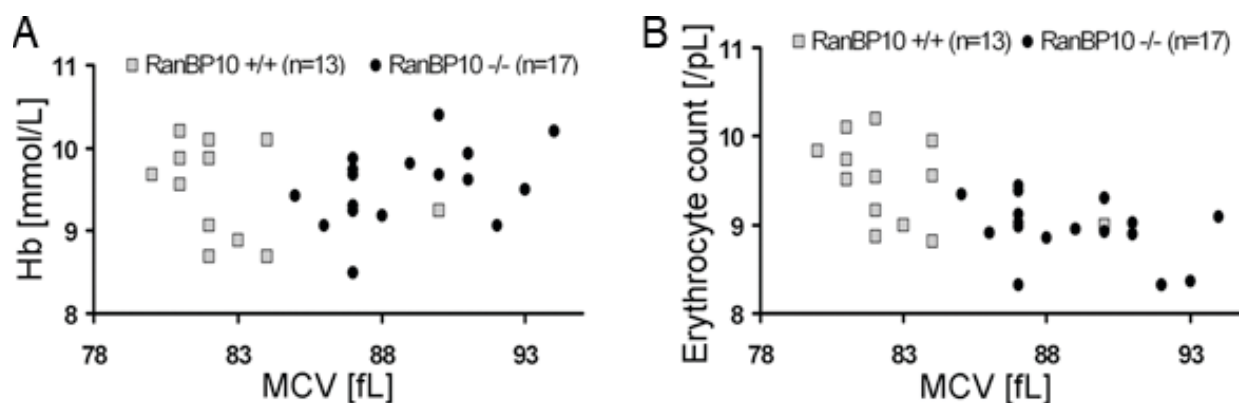 A
RanBP10 +/+ (n=13) RanBP10 -/- (n=17)
Hb [mmol/L]
11
10
9
8
78 83 88 93
MCV [fL]
B
RanBP10 +/+ (n=13) RanBP10 -/- (n=17)
Erythrocyte count [/pL]
11
10
9
8
78 83 88 93
MCV [fL]